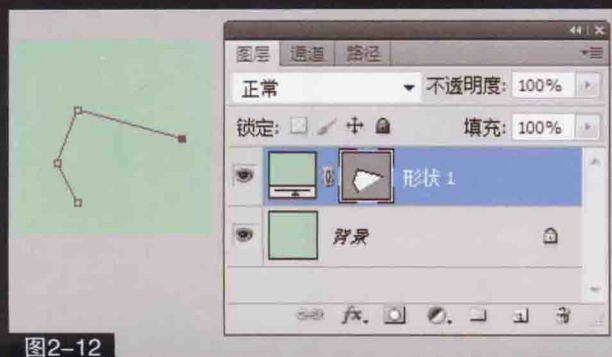 图层 通道 路径
正常 不透明度: 100%
锁定: 填充: 100%
形状 1
背景
fx.
图2-12